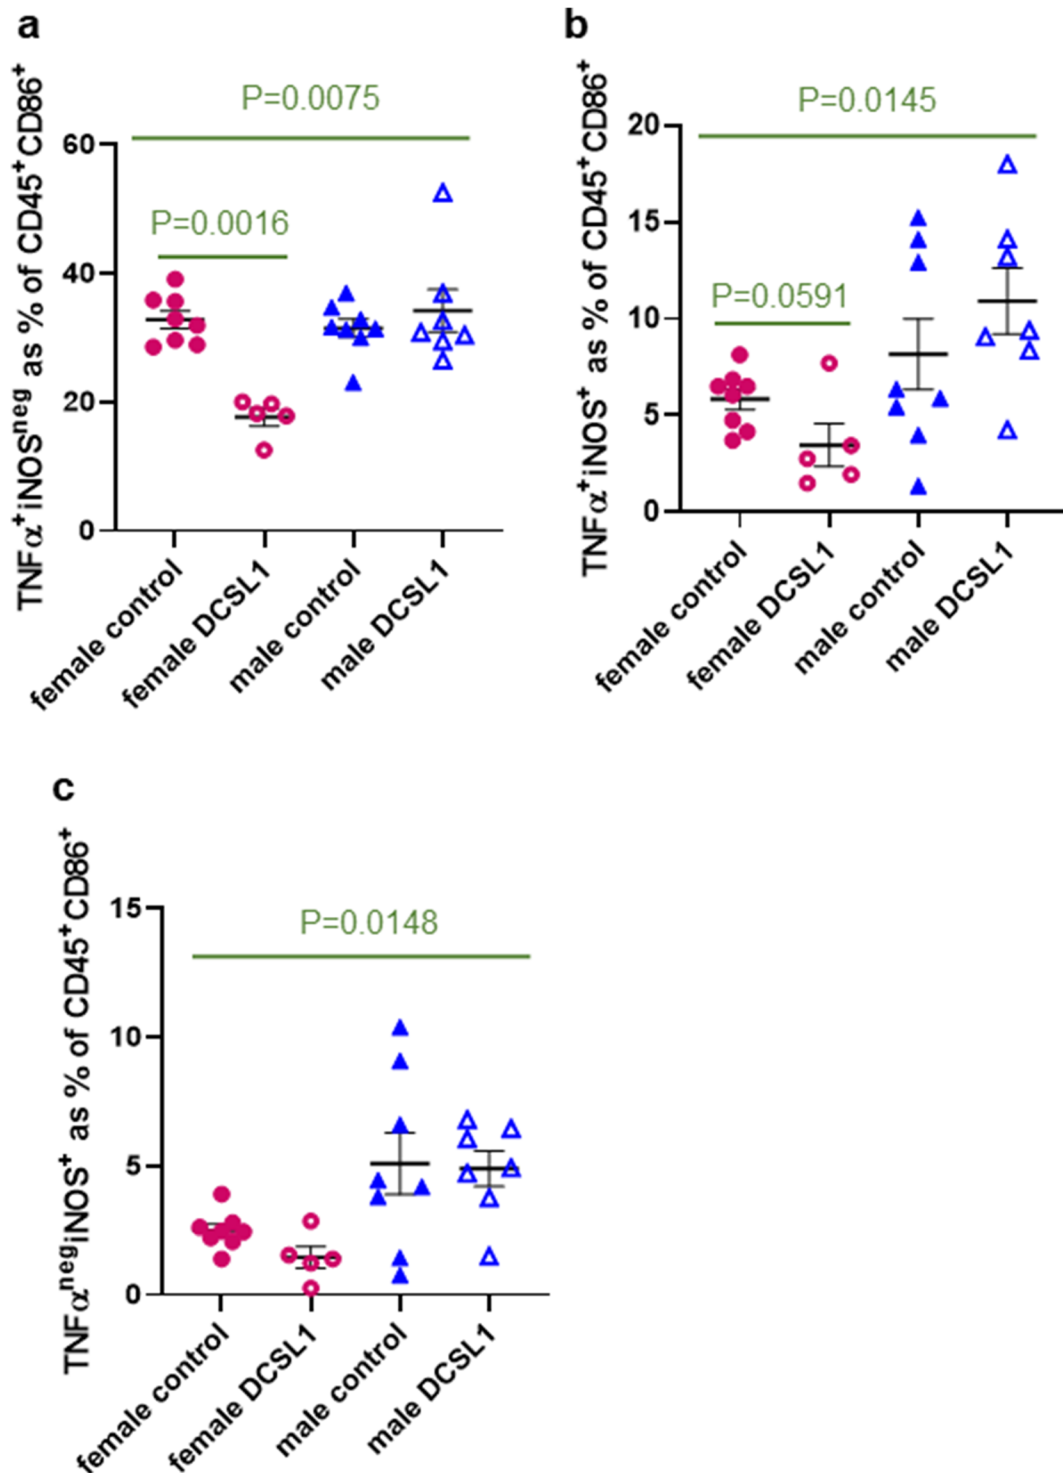 a
TNFα⁺iNOSⁿᵉᵍ as % of CD45⁺CD86⁺
P=0.0075
P=0.0016
60
40
20
0
female control
female DCSL1
male control
male DCSL1
b
TNFα⁺iNOS⁺ as % of CD45⁺CD86⁺
P=0.0145
P=0.0591
20
15
10
5
0
female control
female DCSL1
male control
male DCSL1
c
TNFαⁿᵉᵍiNOS⁺ as % of CD45⁺CD86⁺
P=0.0148
15
10
5
0
female control
female DCSL1
male control
male DCSL1